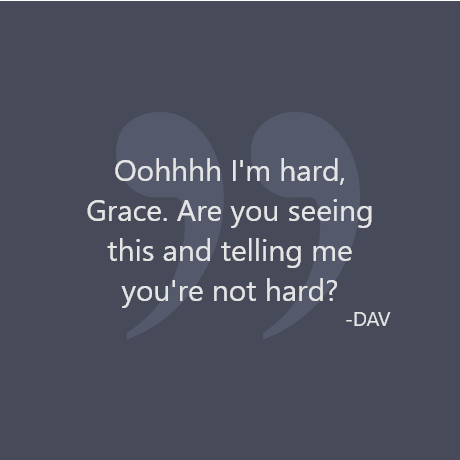 Oohhhh I'm hard,
Grace. Are you seeing
this and telling me
you're not hard?
-DAV